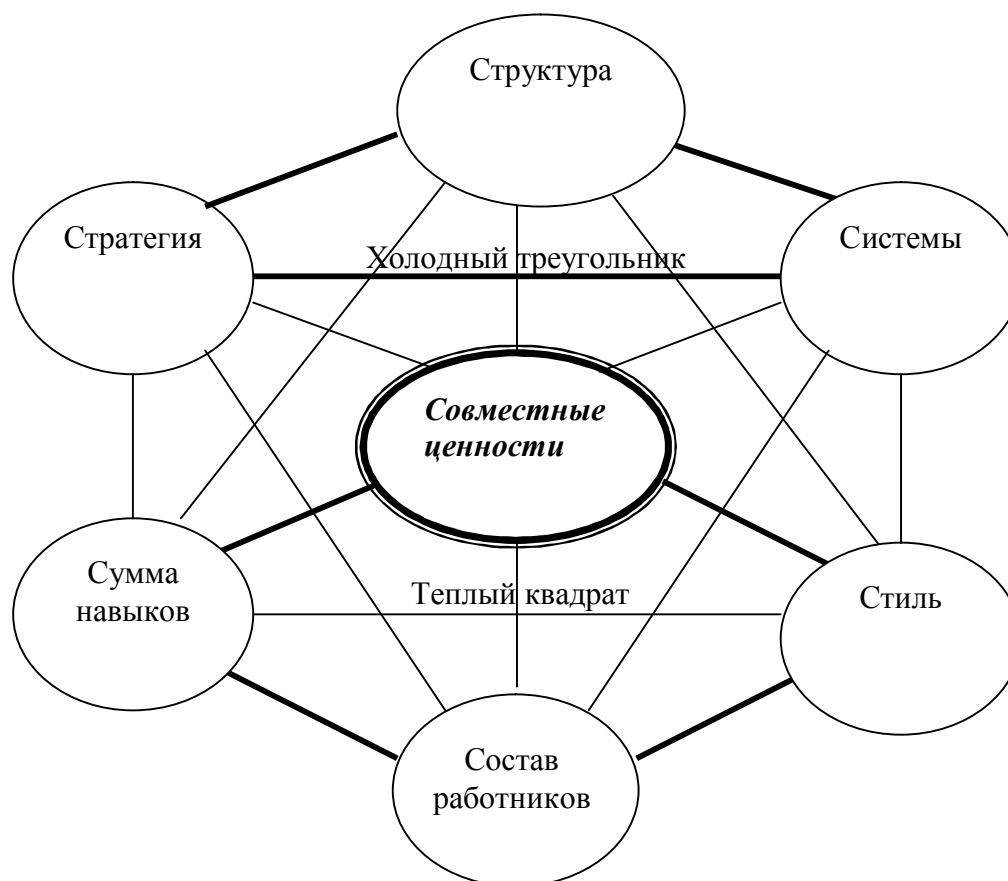 Структура
Стратегия
Системы
Холодный треугольник
Совместные
ценности
Сумма
навыков
Теплый квадрат
Стиль
Состав
работников